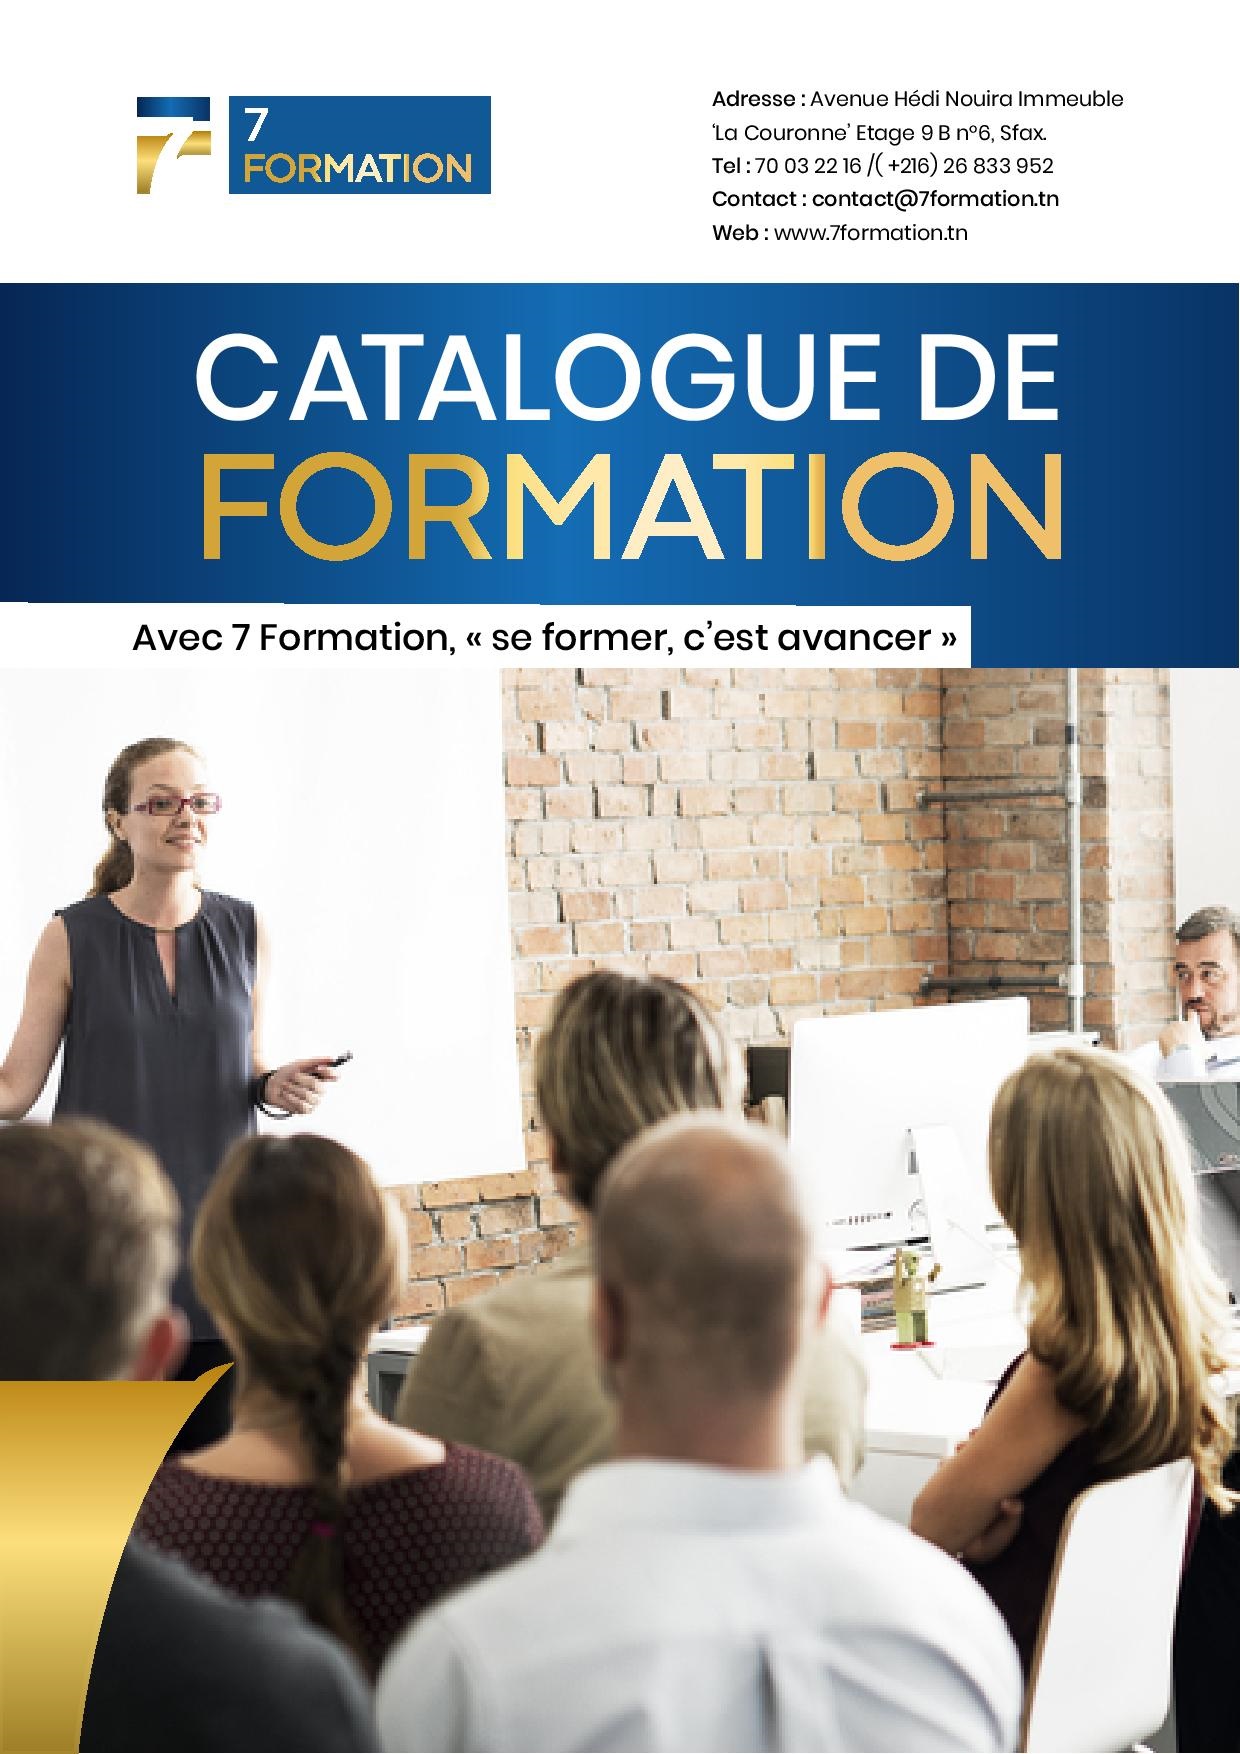 7
FORMATION
Adresse : Avenue Hédi Nouira Immeuble
‘La Couronne’ Etage 9 B n°6, Sfax.
Tel : 70 03 22 16 /( +216) 26 833 952
Contact : contact@7formation.tn
Web : www.7formation.tn
CATALOGUE DE
FORMATION
Avec 7 Formation, « se former, c’est avancer »